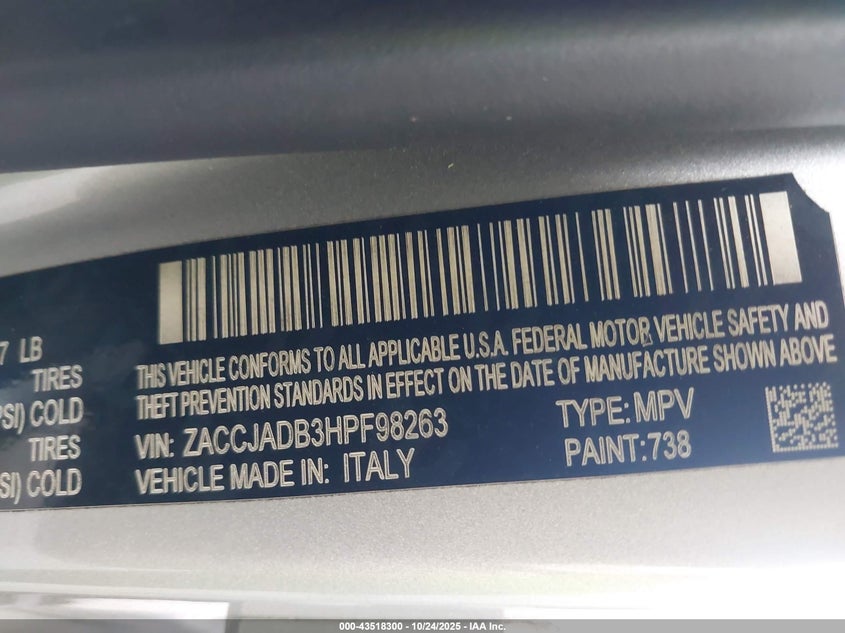 7 LB
TIRES
PSI) COLD
TIRES
SI) COLD
THIS VEHICLE CONFORMS TO ALL APPLICABLE U.S.A. FEDERAL MOTOR VEHICLE SAFETY AND
THEFT PREVENTION STANDARDS IN EFFECT ON THE DATE OF MANUFACTURE SHOWN ABOVE
VIN: ZACCJADB3HPF98263 TYPE: MPV
VEHICLE MADE IN: ITALY PAINT: 738
000-43518300 - 10/24/2025 - IAA Inc.